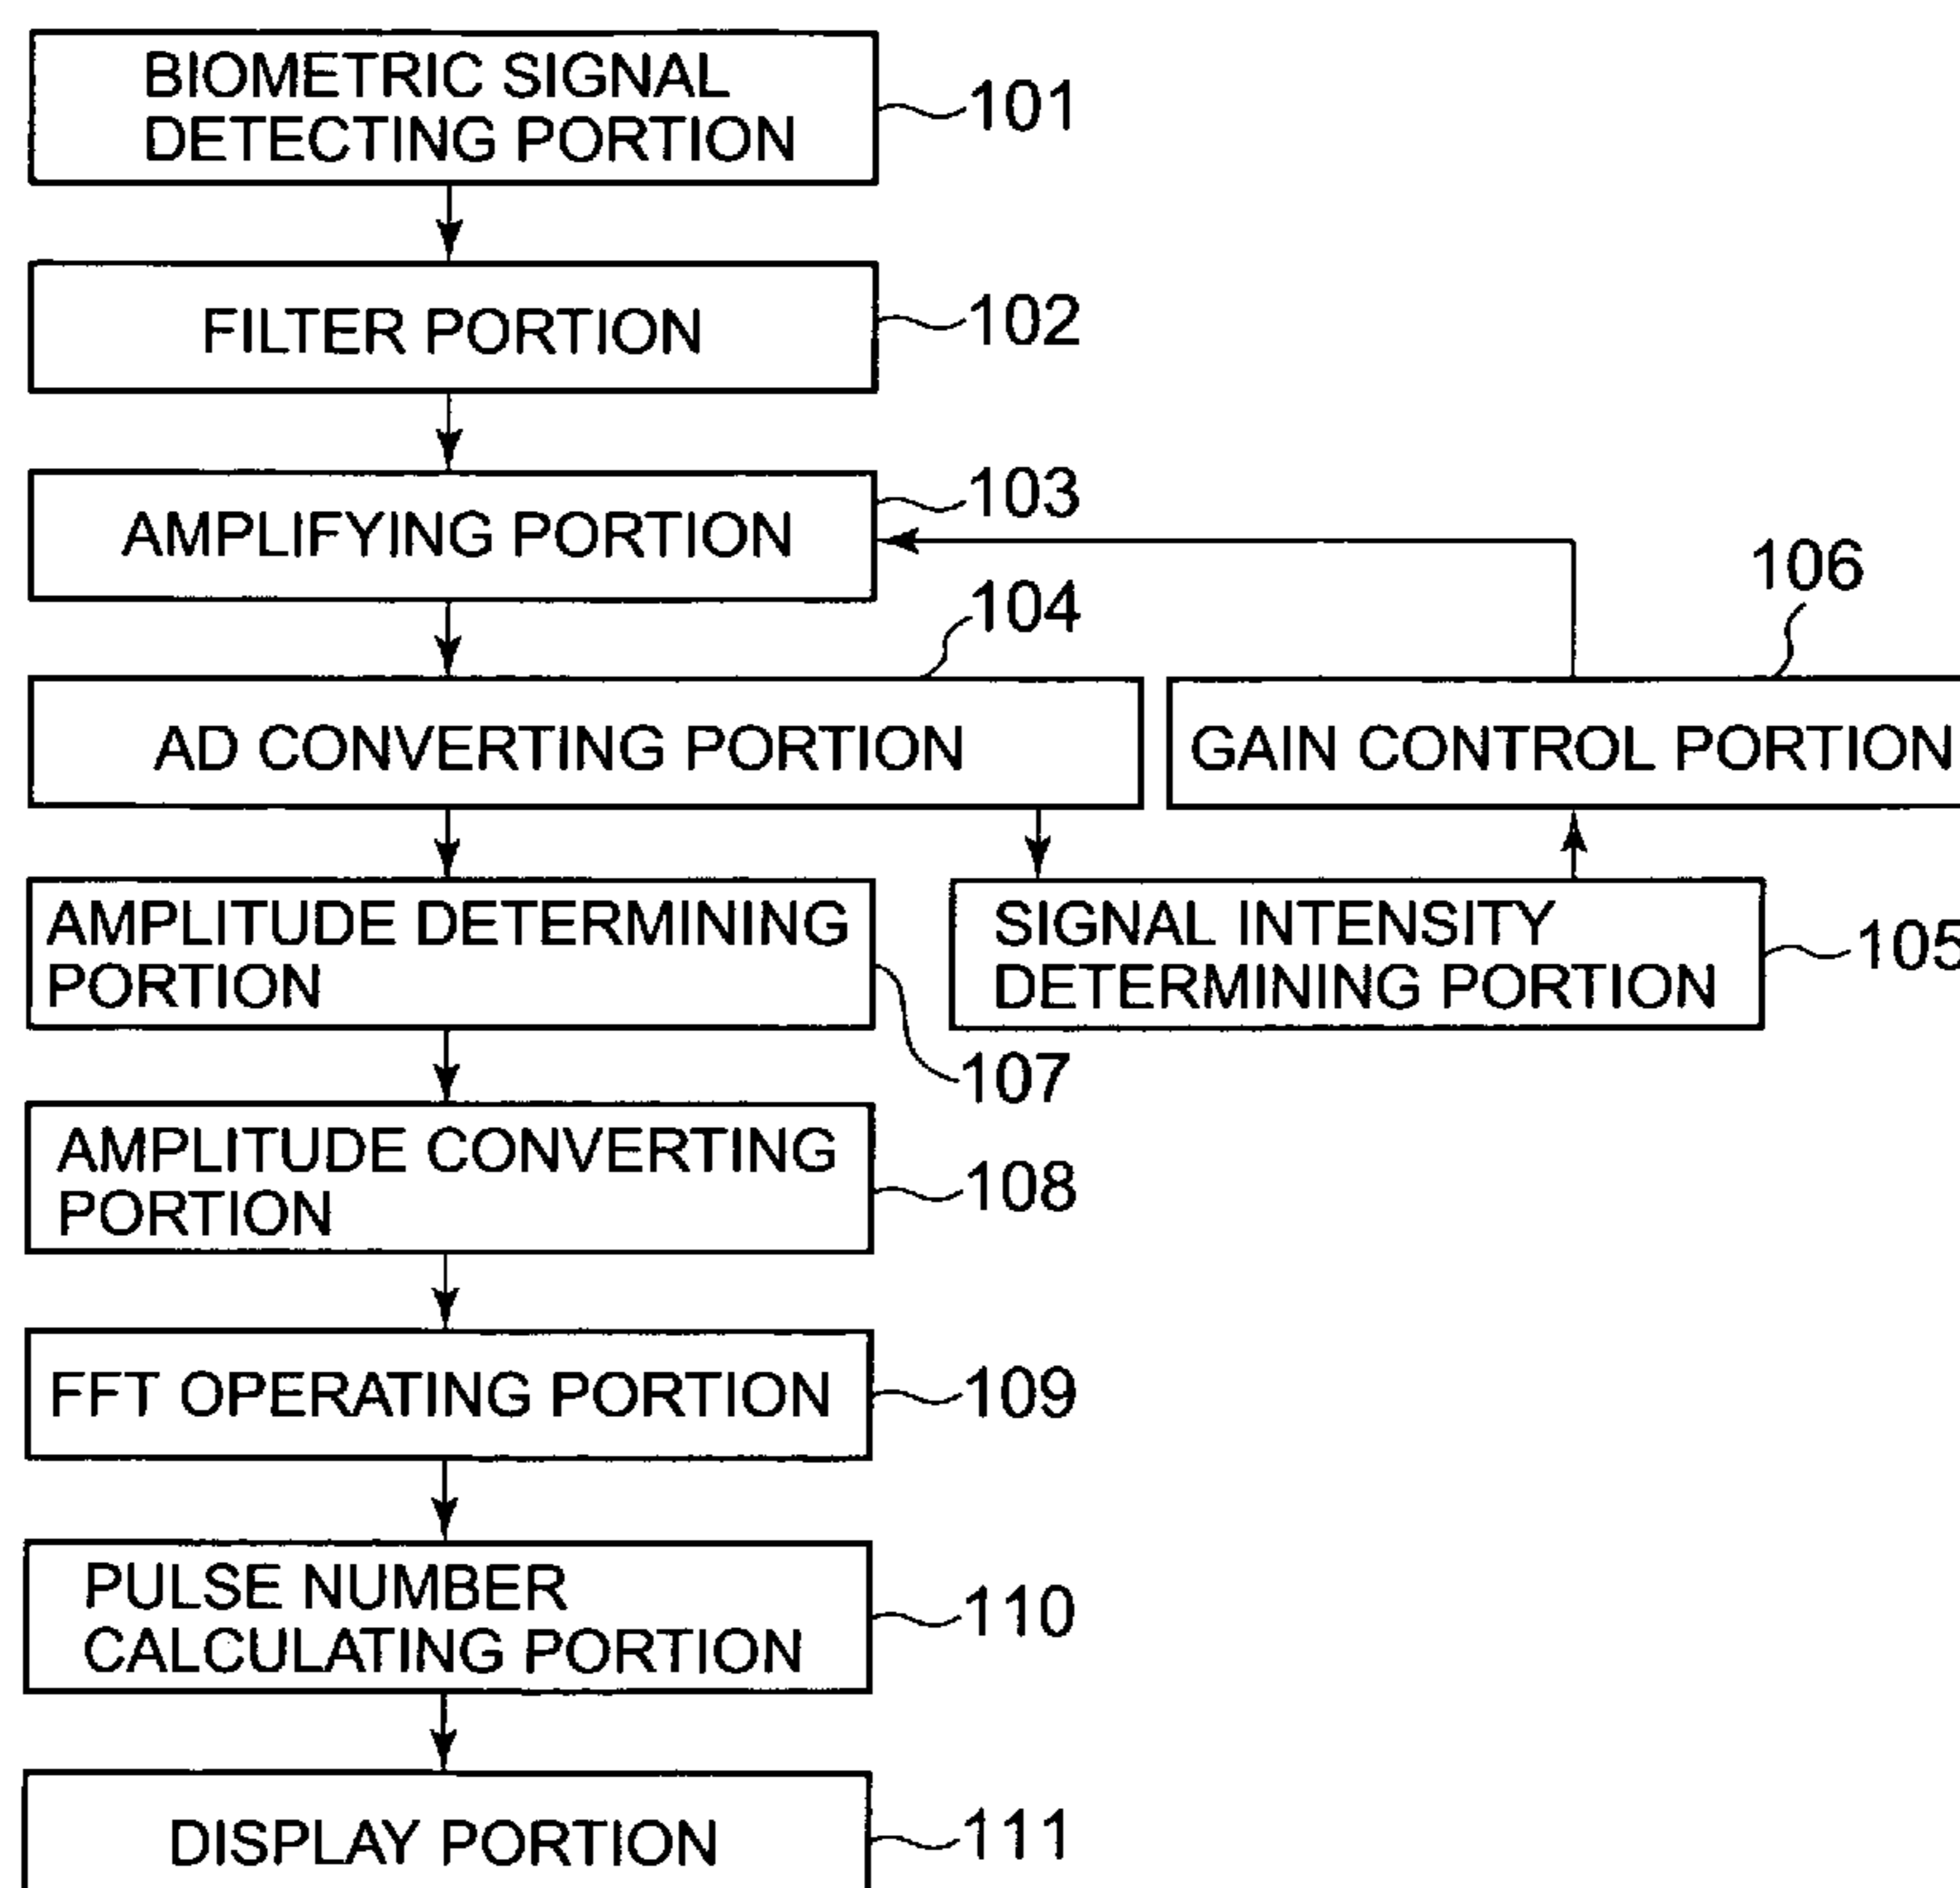 BIOMETRIC SIGNAL
DETECTING PORTION
101
FILTER PORTION
102
AMPLIFYING PORTION
103
104
106
AD CONVERTING PORTION
GAIN CONTROL PORTION
AMPLITUDE DETERMINING
PORTION
107
SIGNAL INTENSITY
DETERMINING PORTION
105
AMPLITUDE CONVERTING
PORTION
108
FFT OPERATING PORTION
109
PULSE NUMBER
CALCULATING PORTION
110
DISPLAY PORTION
111